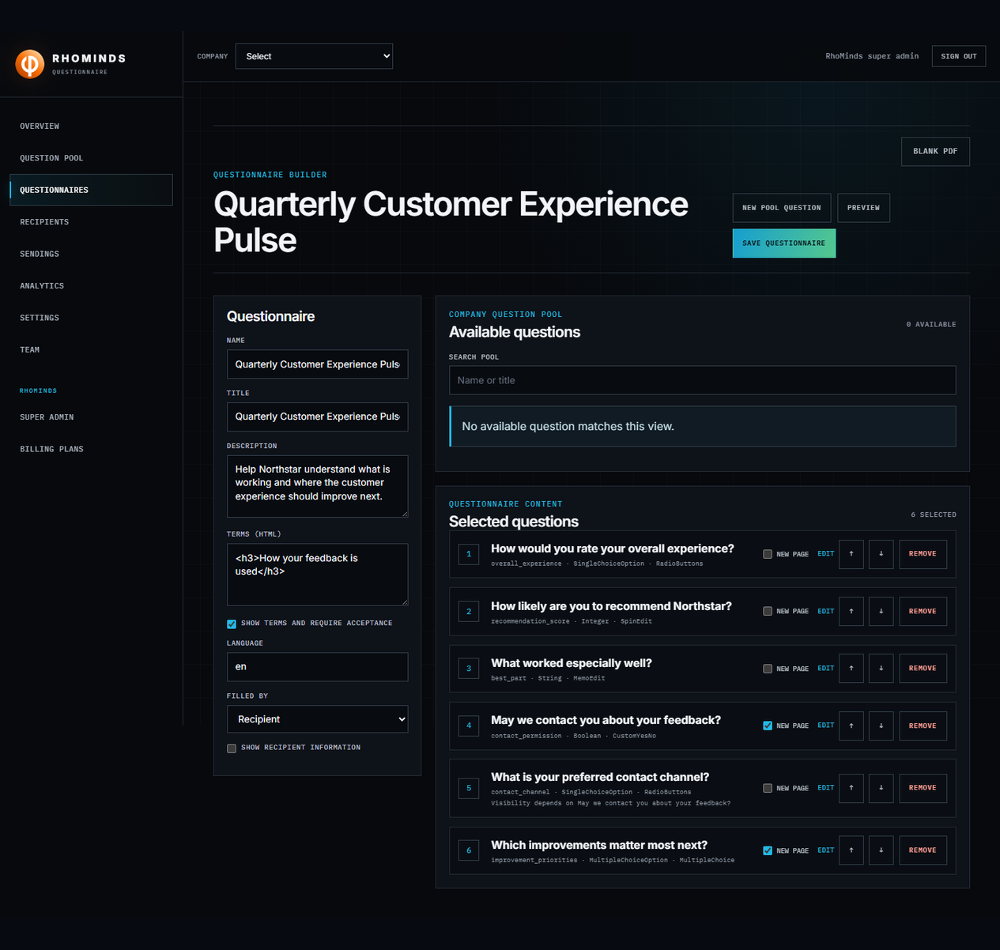 RHOMINDS
QUESTIONNAIRE
COMPANY
Select
RhoMinds super admin
SIGN OUT
OVERVIEW
QUESTION POOL
QUESTIONNAIRES
RECIPIENTS
SENDINGS
ANALYTICS
SETTINGS
TEAM
RHOMINDS
SUPER ADMIN
BILLING PLANS
BLANK PDF
QUESTIONNAIRE BUILDER
Quarterly Customer Experience
Pulse
NEW POOL QUESTION
PREVIEW
SAVE QUESTIONNAIRE
Questionnaire
NAME
Quarterly Customer Experience Puls
TITLE
Quarterly Customer Experience Puls
DESCRIPTION
Help Northstar understand what is
working and where the customer
experience should improve next.
TERMS (HTML)
<h3>How your feedback is
used</h3>
SHOW TERMS AND REQUIRE ACCEPTANCE
LANGUAGE
en
FILLED BY
Recipient
SHOW RECIPIENT INFORMATION
COMPANY QUESTION POOL
Available questions
0 AVAILABLE
SEARCH POOL
Name or title
No available question matches this view.
QUESTIONNAIRE CONTENT
Selected questions
6 SELECTED
1
How would you rate your overall experience?
overall_experience · SingleChoiceOption · RadioButtons
NEW PAGE EDIT ↑ ↓ REMOVE
2
How likely are you to recommend Northstar?
recommendation_score · Integer · SpinEdit
NEW PAGE EDIT ↑ ↓ REMOVE
3
What worked especially well?
best_part · String · MemoEdit
NEW PAGE EDIT ↑ ↓ REMOVE
4
May we contact you about your feedback?
contact_permission · Boolean · CustomYesNo
NEW PAGE EDIT ↑ ↓ REMOVE
5
What is your preferred contact channel?
contact_channel · SingleChoiceOption · RadioButtons
Visibility depends on May we contact you about your feedback?
NEW PAGE EDIT ↑ ↓ REMOVE
6
Which improvements matter most next?
improvement_priorities · MultipleChoiceOption · MultipleChoice
NEW PAGE EDIT ↑ ↓ REMOVE